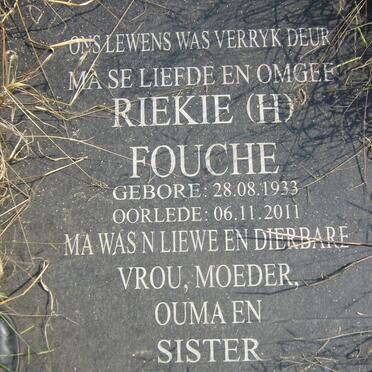 ONS LEWENS WAS VERRYK DEUR
MA SE LIEFDE EN OMGEE
RIEKIE (H)
FOUCHE
GEBORE: 28.08.1933
OORLEDE: 06.11.2011
MA WAS N LIEWE EN DIERBARE
VROU, MOEDER,
OUMA EN
SISTER